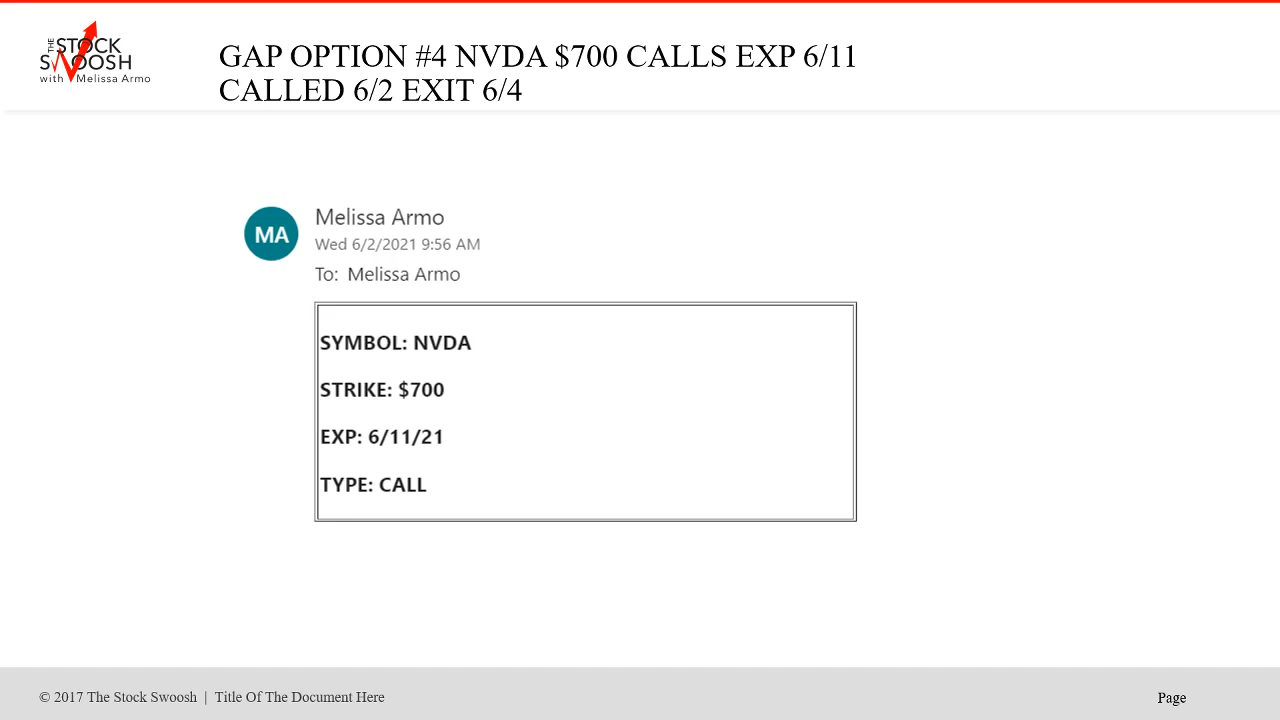 THE
STOCK
SWOOSH
with Melissa Armo
GAP OPTION #4 NVDA $700 CALLS EXP 6/11
CALLED 6/2 EXIT 6/4
MA
Melissa Armo
Wed 6/2/2021 9:56 AM
To: Melissa Armo
SYMBOL: NVDA
STRIKE: $700
EXP: 6/11/21
TYPE: CALL
© 2017 The Stock Swoosh | Title Of The Document Here
Page